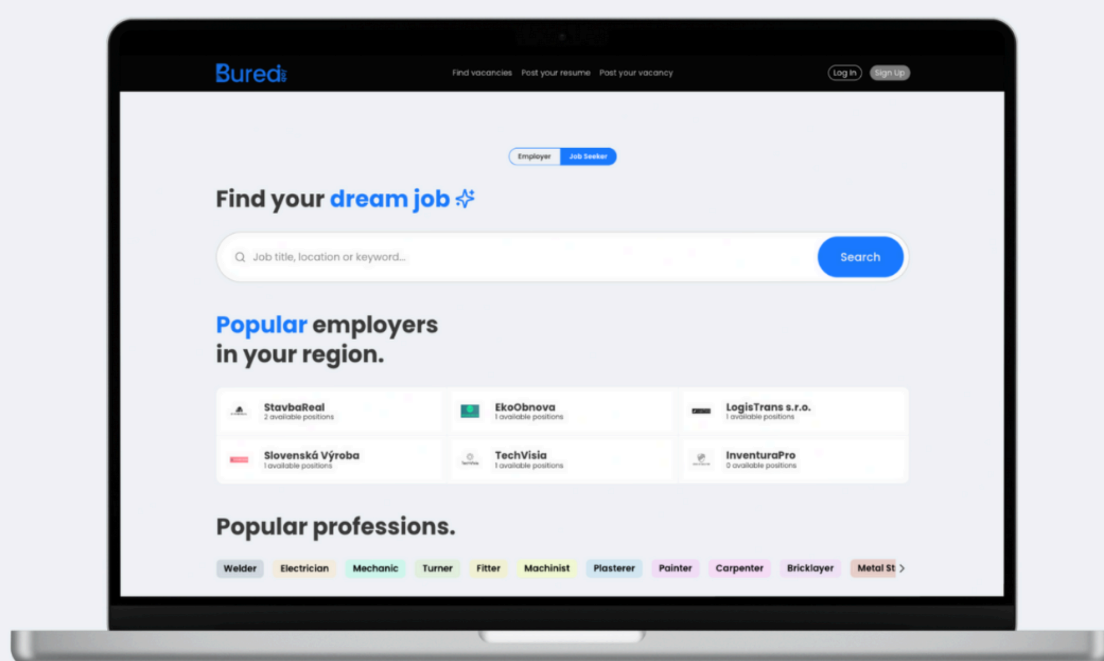 Bured
Find vacancies Post your resume Post your vacancy
Log In Sign Up
Employer Job Seeker
Find your dream job
Job title, location or keyword...
Search
Popular employers
in your region.
StavbaReal
2 available positions
EkoObnova
1 available positions
LogisTrans s.r.o.
1 available positions
Slovenská Výroba
1 available positions
TechVísia
1 available positions
InventuraPro
0 available positions
Popular professions.
Welder Electrician Mechanic Turner Fitter Machinist Plasterer Painter Carpenter Bricklayer Metal St